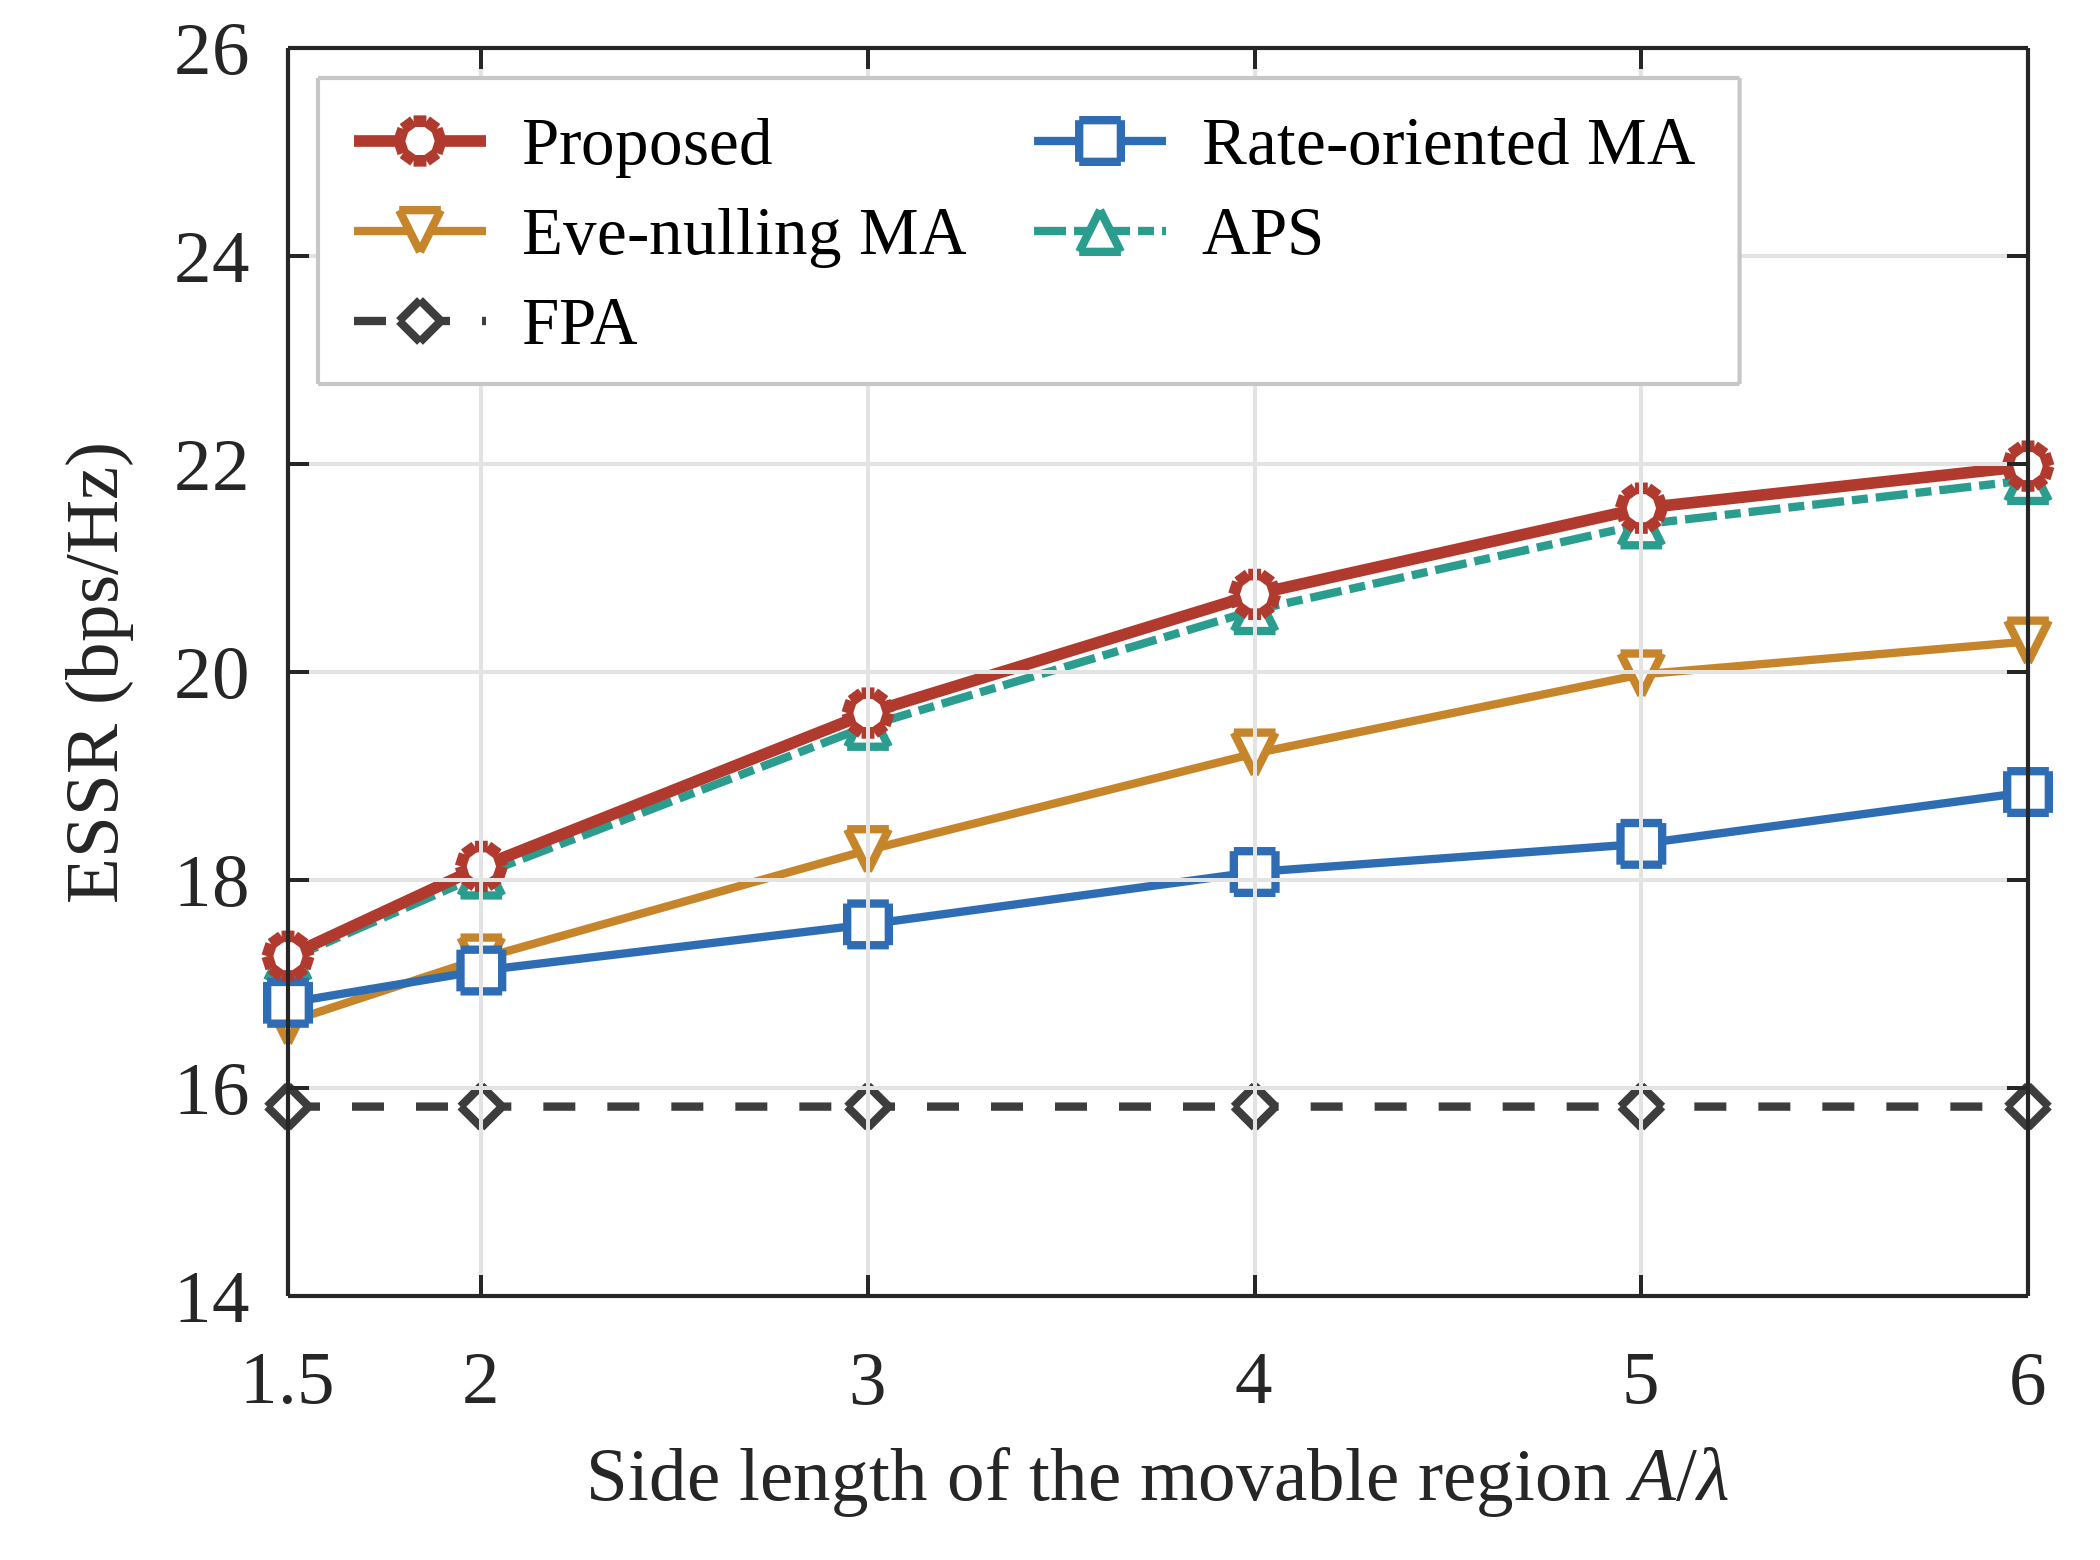 26
24
22
20
18
16
14
ESSR (bps/Hz)
Proposed
Rate-oriented MA
Eve-nulling MA
APS
FPA
1.5 2 3 4 5 6
Side length of the movable region A/λ